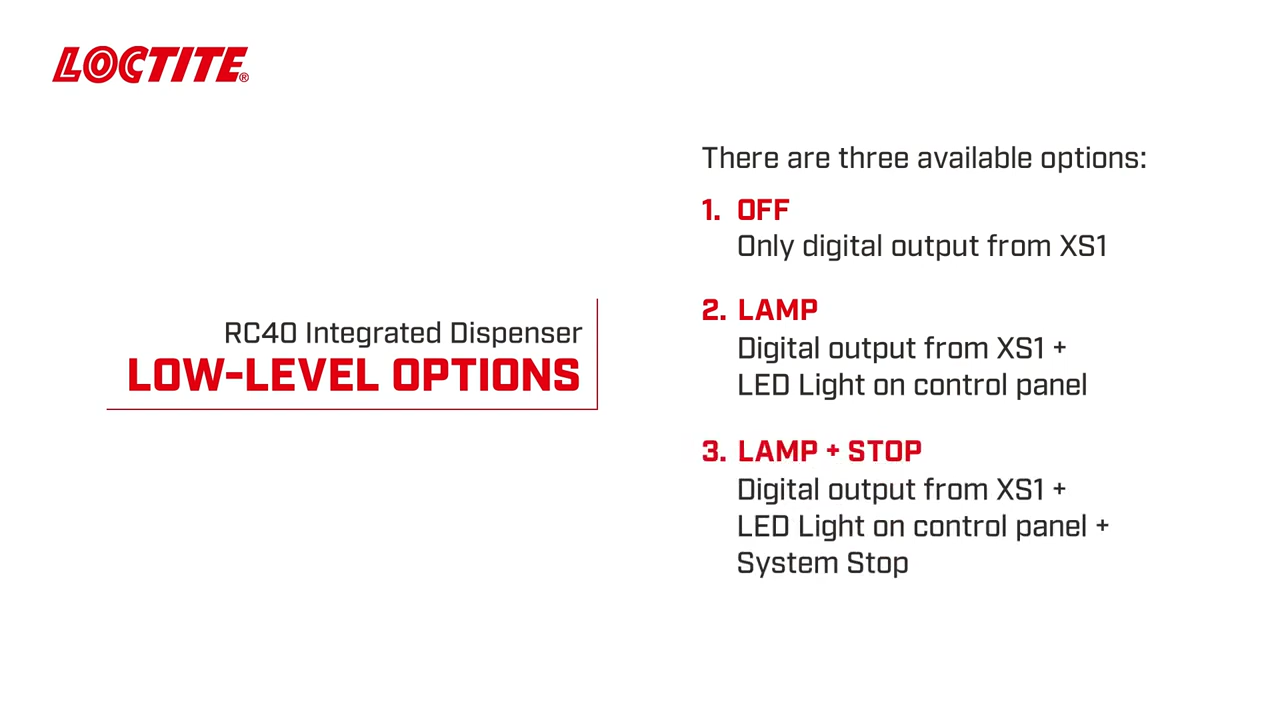 LOCTITE®
RC40 Integrated Dispenser
LOW-LEVEL OPTIONS
There are three available options:
1. OFF
Only digital output from XS1
2. LAMP
Digital output from XS1 +
LED Light on control panel
3. LAMP + STOP
Digital output from XS1 +
LED Light on control panel +
System Stop